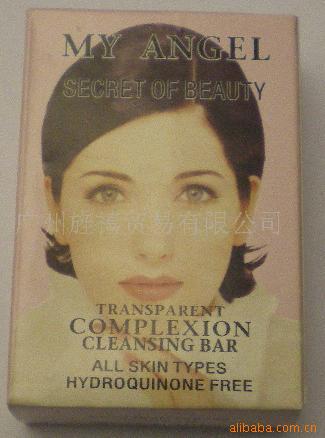 MY ANGEL
SECRET OF BEAUTY
广州旌禧贸易有限公司
TRANSPARENT
COMPLEXION
CLEANSING BAR
ALL SKIN TYPES
HYDROQUINONE FREE
alibaba.com.cn